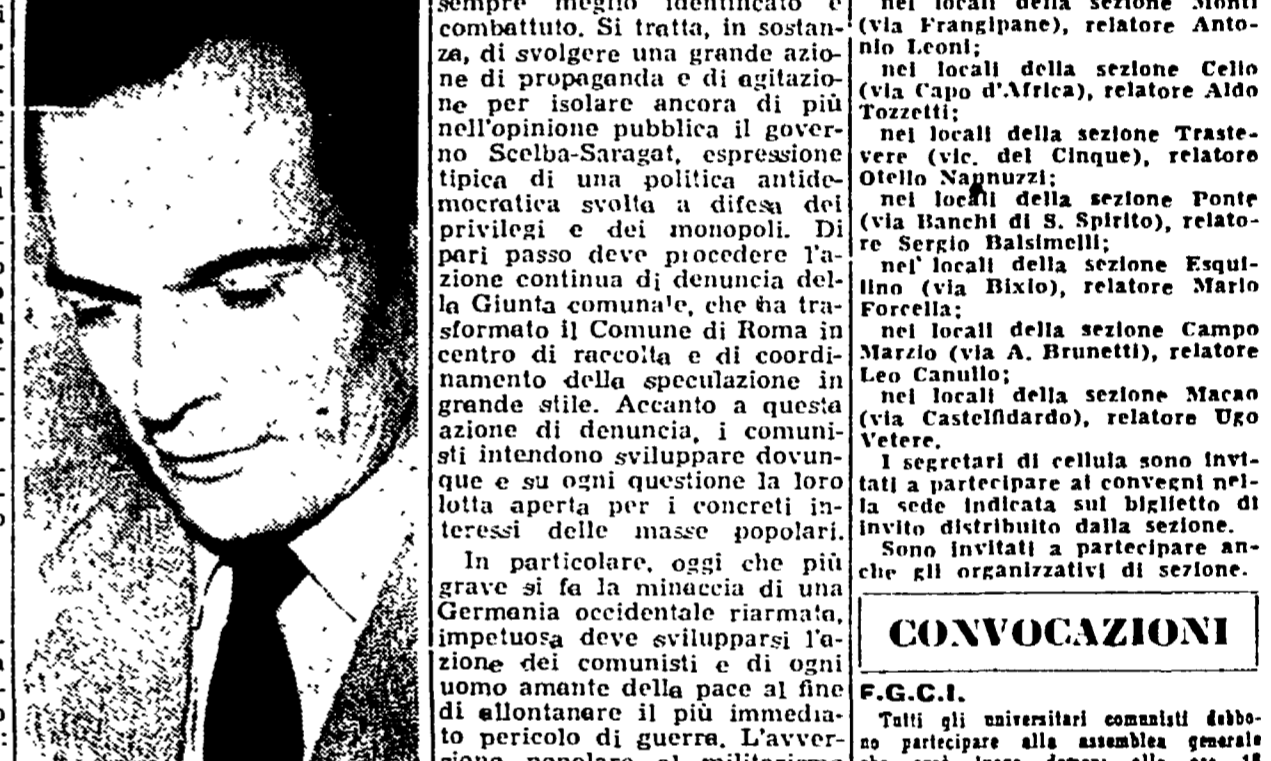 sempre meglio identificato e
combattuto. Si tratta, in sostan-
za, di svolgere una grande azio-
ne di propaganda e di agitazio-
ne per isolare ancora di più
nell'opinione pubblica il gover-
no Scelba-Saragat, espressione
tipica di una politica antide-
mocratica svolta a difesa dei
privilegi e dei monopoli. Di
pari passo deve procedere l'a-
zione continua di denuncia del-
la Giunta comunale, che ha tra-
sformato il Comune di Roma in
centro di raccolta e di coordi-
namento della speculazione in
grande stile. Accanto a questa
azione di denuncia, i comuni-
sti intendono sviluppare dovun-
que e su ogni questione la loro
lotta aperta per i concreti in-
teressi delle masse popolari.
In particolare, oggi che più
grave si fa la minaccia di una
Germania occidentale riarmata,
impetuosa deve svilupparsi l'a-
zione dei comunisti e di ogni
uomo amante della pace al fine
di allontanare il più immedia-
to pericolo di guerra. L'avver-
sione popolare al militarismo
nei locali della sezione Monti
(via Frangipane), relatore Anto-
nio Leoni;
nei locali della sezione Celio
(via Capo d'Africa), relatore Aldo
Tozzetti;
nei locali della sezione Traste-
vere (vic. del Cinque), relatore
Otello Nannuzzi;
nei locali della sezione Ponte
(via Banchi di S. Spirito), relato-
re Sergio Balsimelli;
nei locali della sezione Esqui-
lino (via Bixio), relatore Mario
Forcella;
nei locali della sezione Campo
Marzio (via A. Brunetti), relatore
Leo Canullo;
nei locali della sezione Macao
(via Castelfidardo), relatore Ugo
Vetere.
I segretari di cellula sono invi-
tati a partecipare ai convegni nel-
la sede indicata sul biglietto di
invito distribuito dalla sezione.
Sono invitati a partecipare an-
che gli organizzativi di sezione.
CONVOCAZIONI
F.G.C.I.
Tutti gli universitari comunisti debbo-
no partecipare alla assemblea generale